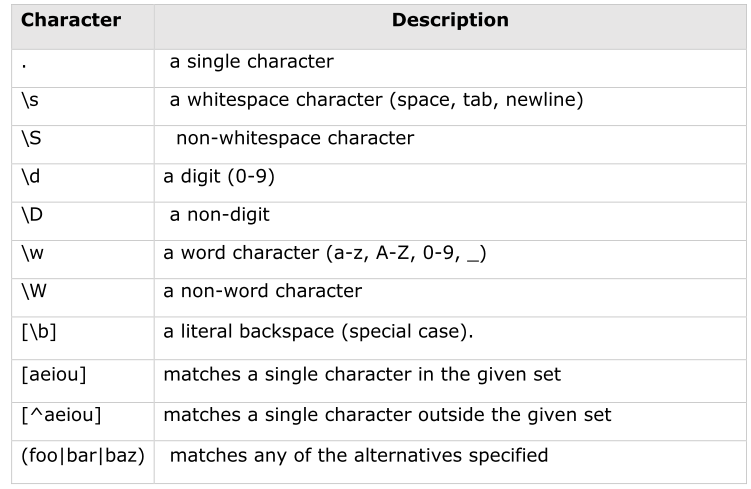 Character Description
. a single character
\s a whitespace character (space, tab, newline)
\S non-whitespace character
\d a digit (0-9)
\D a non-digit
\w a word character (a-z, A-Z, 0-9, _)
\W a non-word character
[\b] a literal backspace (special case).
[aeiou] matches a single character in the given set
[^aeiou] matches a single character outside the given set
(foo|bar|baz) matches any of the alternatives specified